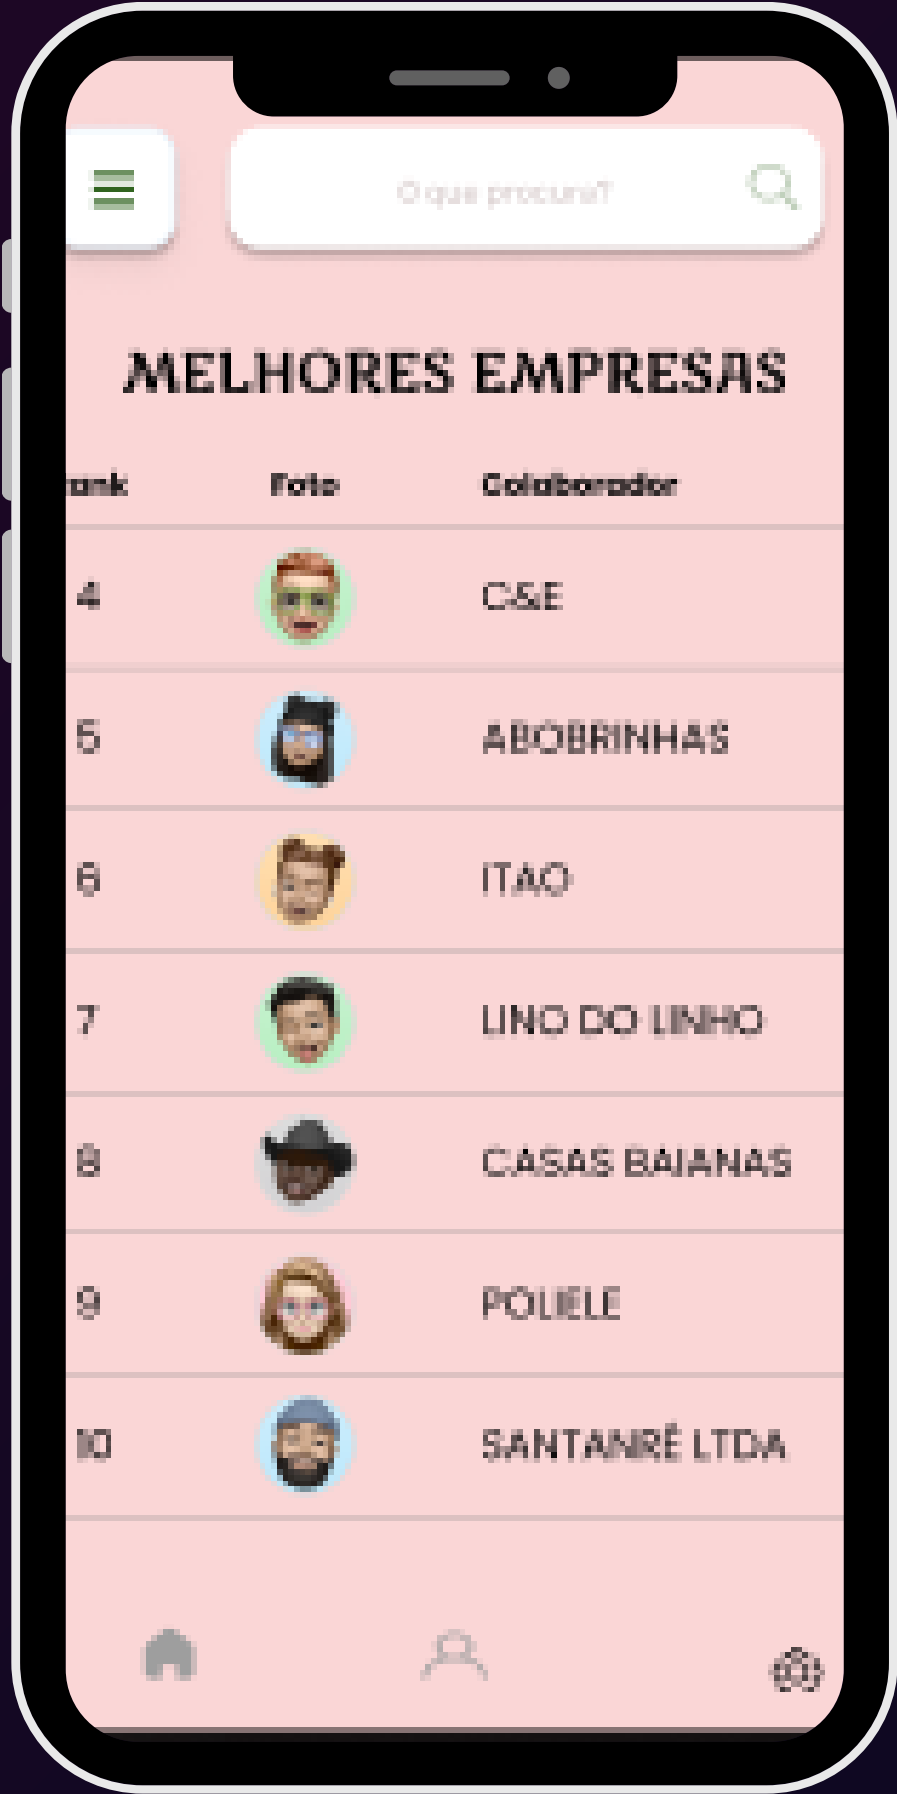 O que procura?
MELHORES EMPRESAS
rank Foto Colaborador
4 C&E
5 ABOBRINHAS
6 ITAO
7 LINO DO LINHO
8 CASAS BAIANAS
9 POLIELE
10 SANTANRÉ LTDA